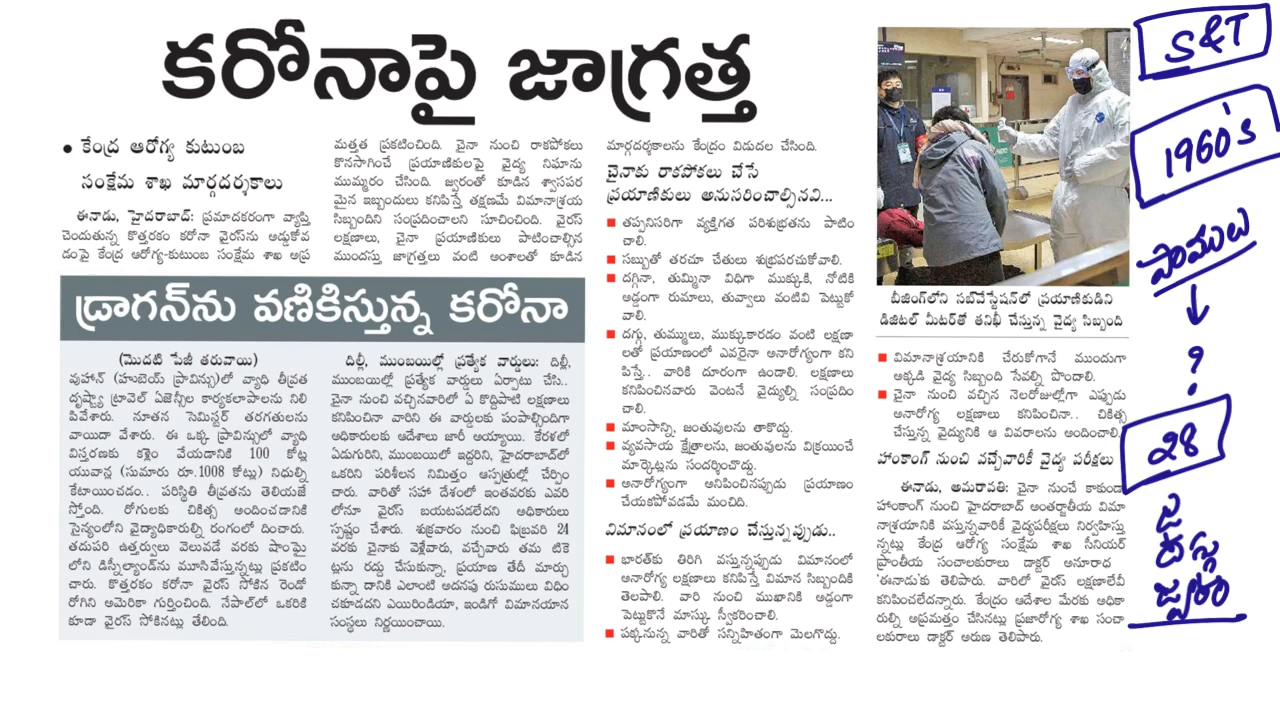 కరోనాపై జాగ్రత్త
• కేంద్ర ఆరోగ్య కుటుంబ
సంక్షేమ శాఖ మార్గదర్శకాలు
ఈనాడు, హైదరాబాద్: ప్రమాదకరంగా వ్యాప్తి
చెందుతున్న కొత్తరకం కరోనా వైరస్‌ను అడ్డుకోవ
డంపై కేంద్ర ఆరోగ్య-కుటుంబ సంక్షేమ శాఖ అప్ర
మత్తత ప్రకటించింది. చైనా నుంచి రాకపోకలు
కొనసాగించే ప్రయాణికులపై వైద్య నిఘాను
ముమ్మరం చేసింది. జ్వరంతో కూడిన శ్వాసపర
మైన ఇబ్బందులు కనిపిస్తే తక్షణమే విమానాశ్రయ
సిబ్బందిని సంప్రదించాలని సూచించింది. వైరస్
లక్షణాలు, చైనా ప్రయాణికులు పాటించాల్సిన
ముందస్తు జాగ్రత్తలు వంటి అంశాలతో కూడిన
మార్గదర్శకాలను కేంద్రం విడుదల చేసింది.
చైనాకు రాకపోకలు చేసే
ప్రయాణికులు అనుసరించాల్సినవి...
తప్పనిసరిగా వ్యక్తిగత పరిశుభ్రతను పాటిం
చాలి.
సబ్బుతో తరచూ చేతులు శుభ్రపరచుకోవాలి.
దగ్గినా, తుమ్మినా విధిగా ముక్కుకి, నోటికి
అడ్డంగా రుమాలు, తువ్వాలు వంటివి పెట్టుకో
వాలి.
దగ్గు, తుమ్ములు, ముక్కుకారడం వంటి లక్షణా
లతో ప్రయాణంలో ఎవరైనా అనారోగ్యంగా కని
పిస్తే.. వారికి దూరంగా ఉండాలి. లక్షణాలు
కనిపించినవారు వెంటనే వైద్యుల్ని సంప్రదిం
చాలి.
మాంసాన్ని, జంతువులను తాకొద్దు.
వ్యవసాయ క్షేత్రాలను, జంతువులను విక్రయించే
మార్కెట్లను సందర్శించొద్దు.
అనారోగ్యంగా అనిపించినప్పుడు ప్రయాణం
చేయకపోవడమే మంచిది.
విమానంలో ప్రయాణం చేస్తున్నప్పుడు..
భారత్‌కు తిరిగి వస్తున్నప్పుడు విమానంలో
అనారోగ్య లక్షణాలు కనిపిస్తే విమాన సిబ్బందికి
తెలపాలి. వారి నుంచి ముఖానికి అడ్డంగా
పెట్టుకొనే మాస్కు స్వీకరించాలి.
పక్కనున్న వారితో సన్నిహితంగా మెలగొద్దు.
డ్రాగన్‌ను వణికిస్తున్న కరోనా
(మొదటి పేజీ తరువాయి)
వుహాన్ (హుబెయ్ ప్రావిన్సు)లో వ్యాధి తీవ్రత
దృష్ట్యా ట్రావెల్ ఏజెన్సీల కార్యకలాపాలను నిలి
పివేశారు. నూతన సెమిస్టర్ తరగతులను
వాయిదా వేశారు. ఈ ఒక్క ప్రావిన్సులో వ్యాధి
విస్తరణకు కళ్లెం వేయడానికి 100 కోట్ల
యువాన్ల (సుమారు రూ.1008 కోట్లు) నిధుల్ని
కేటాయించడం.. పరిస్థితి తీవ్రతను తెలియజే
స్తోంది. రోగులకు చికిత్స అందించడానికి
సైన్యంలోని వైద్యాధికారుల్ని రంగంలో దించారు.
తదుపరి ఉత్తర్వులు వెలువడే వరకు షాంఘై
లోని డిస్నీల్యాండ్‌ను మూసివేస్తున్నట్లు ప్రకటిం
చారు. కొత్తరకం కరోనా వైరస్ సోకిన రెండో
రోగిని అమెరికా గుర్తించింది. నేపాల్‌లో ఒకరికి
కూడా వైరస్ సోకినట్లు తేలింది.
దిల్లీ, ముంబయిల్లో ప్రత్యేక వార్డులు: దిల్లీ,
ముంబయిల్లో ప్రత్యేక వార్డులు ఏర్పాటు చేసి..
చైనా నుంచి వచ్చినవారిలో ఏ కొద్దిపాటి లక్షణాలు
కనిపించినా వారిని ఈ వార్డులకు పంపాల్సిందిగా
అధికారులకు ఆదేశాలు జారీ అయ్యాయి. కేరళలో
ఏడుగురిని, ముంబయిలో ఇద్దరిని, హైదరాబాద్‌లో
ఒకరిని పరిశీలన నిమిత్తం ఆస్పత్రుల్లో చేర్పిం
చారు. వారితో సహా దేశంలో ఇంతవరకు ఎవరి
లోనూ వైరస్ బయటపడలేదని అధికారులు
స్పష్టం చేశారు. శుక్రవారం నుంచి ఫిబ్రవరి 24
వరకు చైనాకు వెళ్లేవారు, వచ్చేవారు తమ టికె
ట్లను రద్దు చేసుకున్నా, ప్రయాణ తేదీ మార్చు
కున్నా దానికి ఎలాంటి అదనపు రుసుములు విధిం
చకూడదని ఎయిరిండియా, ఇండిగో విమానయాన
సంస్థలు నిర్ణయించాయి.
బీజింగ్‌లోని సబ్‌వేస్టేషన్‌లో ప్రయాణికుడిని
డిజిటల్ మీటర్‌తో తనిఖీ చేస్తున్న వైద్య సిబ్బంది
విమానాశ్రయానికి చేరుకోగానే ముందుగా
అక్కడి వైద్య సిబ్బంది సేవల్ని పొందాలి.
చైనా నుంచి వచ్చిన నెలరోజుల్లోగా ఎప్పుడు
అనారోగ్య లక్షణాలు కనిపించినా.. చికిత్స
చేస్తున్న వైద్యునికి ఆ వివరాలను అందించాలి.
హాంకాంగ్ నుంచి వచ్చేవారికీ వైద్య పరీక్షలు
ఈనాడు, అమరావతి: చైనా నుంచే కాకుండా
హాంకాంగ్ నుంచి హైదరాబాద్ అంతర్జాతీయ విమా
నాశ్రయానికి వస్తున్నవారికీ వైద్యపరీక్షలు నిర్వహిస్తు
న్నట్లు కేంద్ర ఆరోగ్య సంక్షేమ శాఖ సీనియర్
ప్రాంతీయ సంచాలకురాలు డాక్టర్ అనూరాధ
'ఈనాడు'కు తెలిపారు. వారిలో వైరస్ లక్షణాలేవీ
కనిపించలేదన్నారు. కేంద్రం ఆదేశాల మేరకు అధికా
రుల్ని అప్రమత్తం చేసినట్లు ప్రజారోగ్య శాఖ సంచా
లకురాలు డాక్టర్ అరుణ తెలిపారు.
S&T
1960's
పాములు
?
28
జ
దగ్గు
జ్వరం